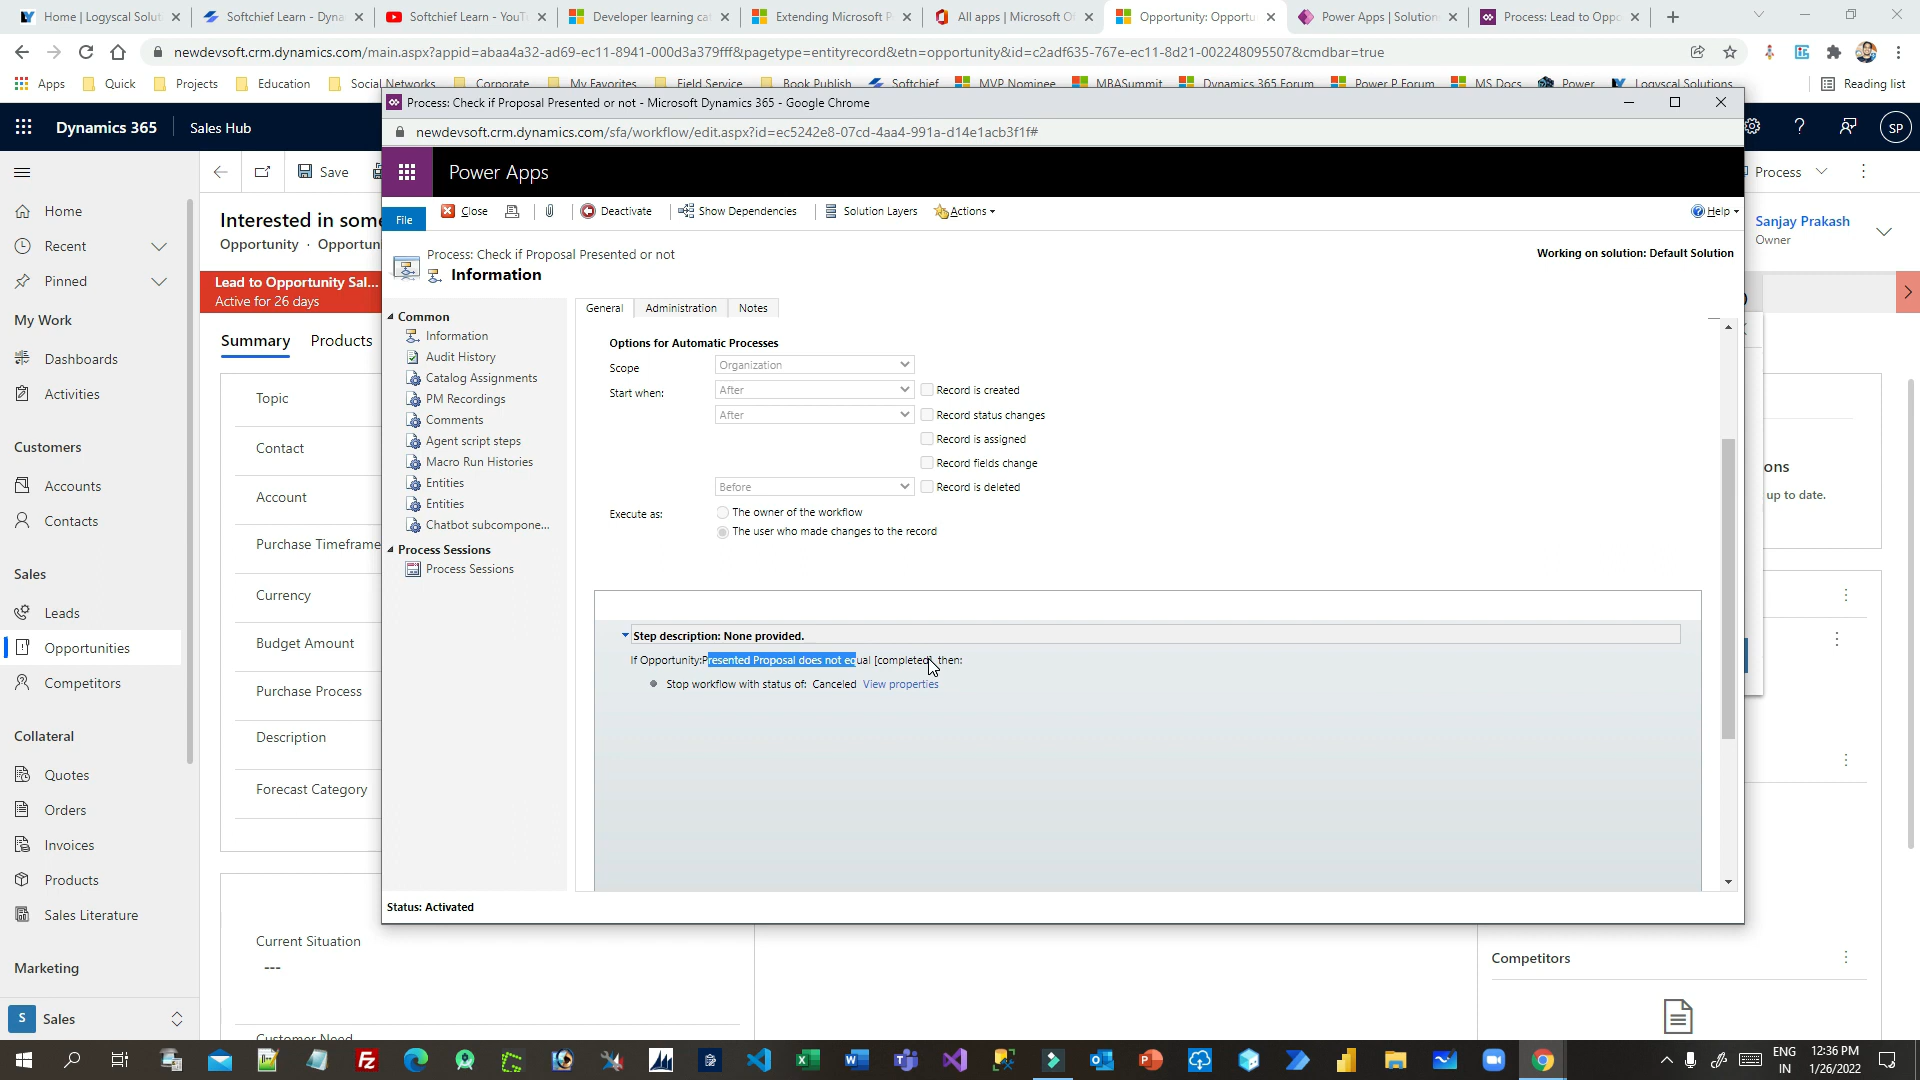 Home | Logyscal Solut
Softchief Learn - Dyna
Softchief Learn - YouT
Developer learning cat
Extending Microsoft P
All apps | Microsoft Of
Opportunity: Opportu
Power Apps | Solution
Process: Lead to Oppo
newdevsoft.crm.dynamics.com/main.aspx?appid=abaa4a32-ad69-ec11-8941-000d3a379fff&pagetype=entityrecord&etn=opportunity&id=c2adf635-767e-ec11-8d21-002248095507&cmdbar=true
Apps Quick Projects Education Social Networks Corporate My Favorites Field Service Book Publish Softchief MVP Nominee MBASummit Dynamics 365 Forum Power P Forum MS Docs Power Logyscal Solutions Reading list
Process: Check if Proposal Presented or not - Microsoft Dynamics 365 - Google Chrome
newdevsoft.crm.dynamics.com/sfa/workflow/edit.aspx?id=ec5242e8-07cd-4aa4-991a-d14e1acb3f1f#
Dynamics 365 Sales Hub
SP
Power Apps
Save
Process
File Close Deactivate Show Dependencies Solution Layers Actions Help
Interested in some
Opportunity · Opportun
Sanjay Prakash
Owner
Process: Check if Proposal Presented or not
Information
Working on solution: Default Solution
Lead to Opportunity Sal...
Active for 26 days
Summary Products
Home
Recent
Pinned
My Work
Dashboards
Activities
Customers
Accounts
Contacts
Sales
Leads
Opportunities
Competitors
Collateral
Quotes
Orders
Invoices
Products
Sales Literature
Marketing
S Sales
Topic
Contact
Account
Purchase Timeframe
Currency
Budget Amount
Purchase Process
Description
Forecast Category
Current Situation
---
Customer Need
Common
Information
Audit History
Catalog Assignments
PM Recordings
Comments
Agent script steps
Macro Run Histories
Entities
Entities
Chatbot subcompone...
Process Sessions
Process Sessions
General Administration Notes
Options for Automatic Processes
Scope Organization
Start when: After Record is created
After Record status changes
Record is assigned
Record fields change
Before Record is deleted
Execute as: The owner of the workflow
The user who made changes to the record
Step description: None provided.
If Opportunity:Presented Proposal does not equal [completed], then:
Stop workflow with status of: Canceled View properties
Status: Activated
ons
up to date.
Competitors
ENG
IN
12:36 PM
1/26/2022